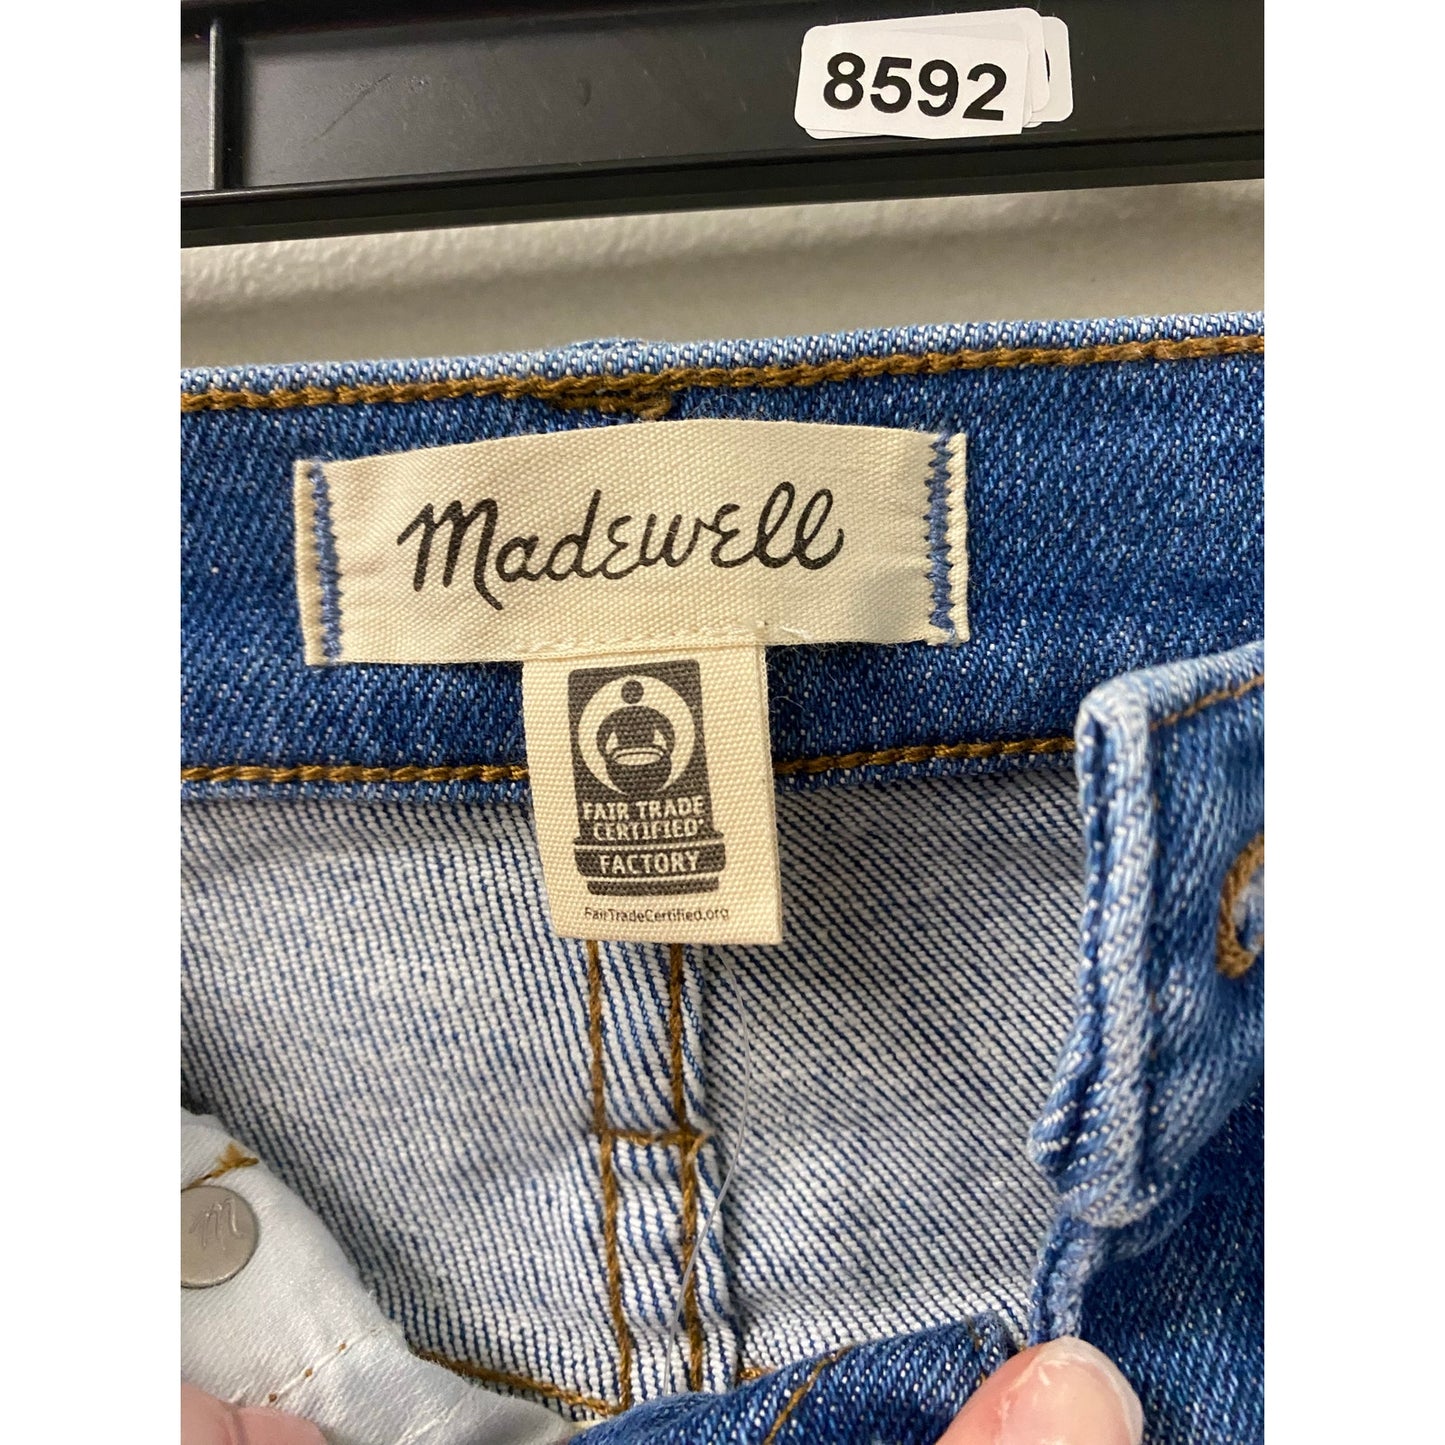 8592
Madewell
FAIR TRADE
CERTIFIED
FACTORY
FairTradeCertified.org
M